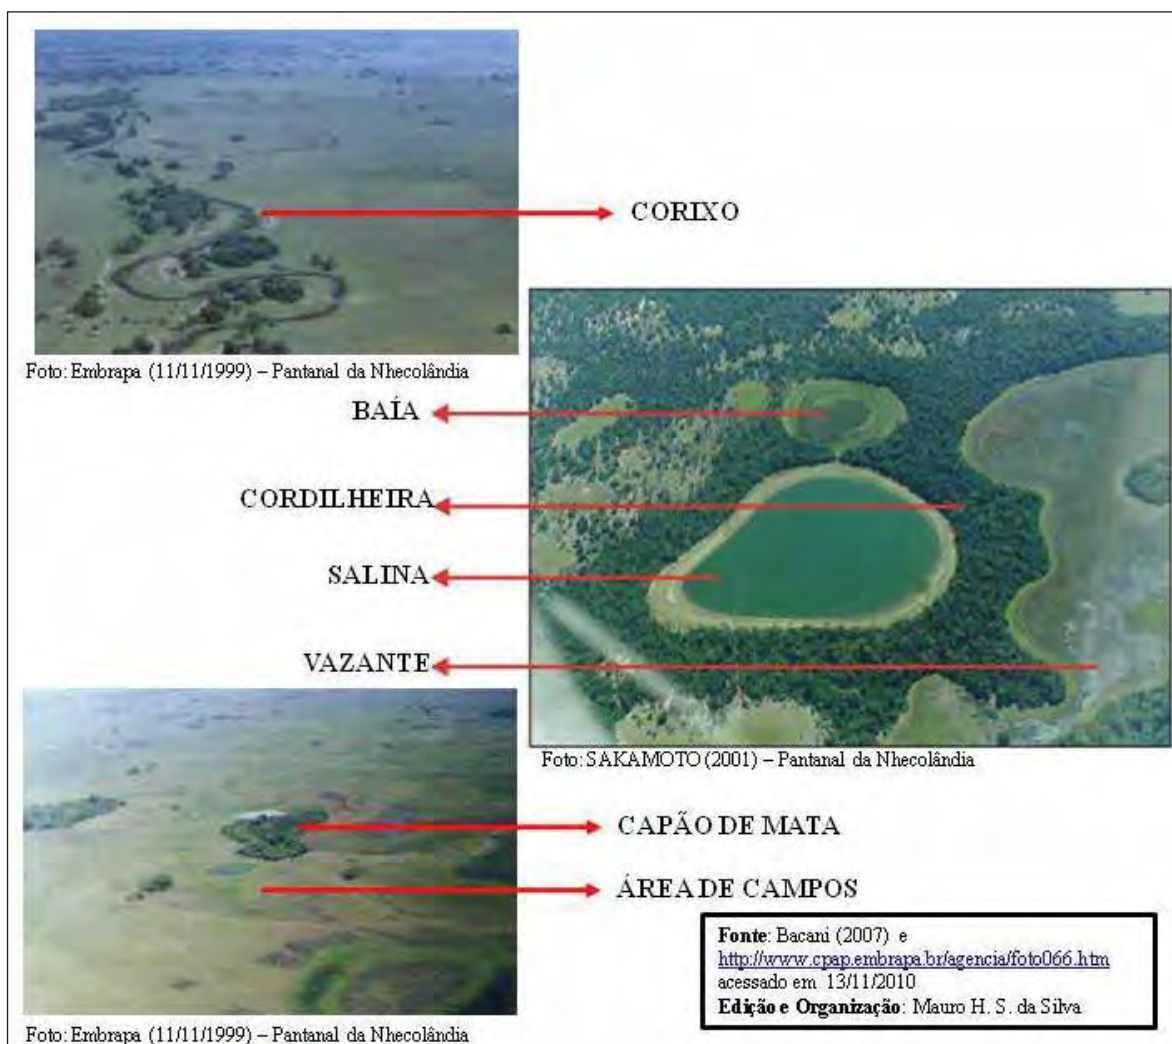 CORIXO
Foto: Embrapa (11/11/1999) – Pantanal da Nhecolândia
BAÍA
CORDILHEIRA
SALINA
VAZANTE
Foto: SAKAMOTO (2001) – Pantanal da Nhecolândia
CAPÃO DE MATA
ÁREA DE CAMPOS
Fonte: Bacani (2007) e
http://www.cpap.embrapa.br/agencia/foto066.htm
acessado em 13/11/2010
Edição e Organização: Mauro H. S. da Silva
Foto: Embrapa (11/11/1999) – Pantanal da Nhecolândia